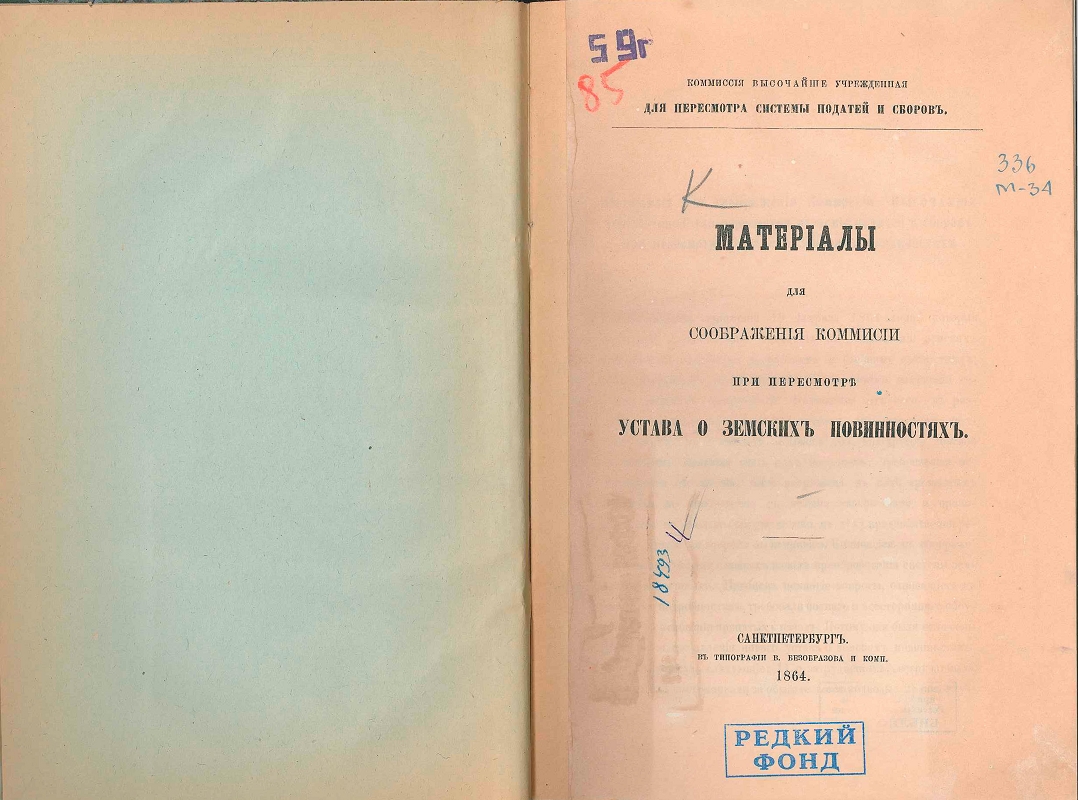 59г
85
КОММИССІЯ ВЫСОЧАЙШЕ УЧРЕЖДЕННАЯ
ДЛЯ ПЕРЕСМОТРА СИСТЕМЫ ПОДАТЕЙ И СБОРОВЪ.
336
М-34
К
МАТЕРІАЛЫ
ДЛЯ
СООБРАЖЕНІЯ КОММИСІИ
ПРИ ПЕРЕСМОТРѢ
УСТАВА О ЗЕМСКИХЪ ПОВИННОСТЯХЪ.
18493
САНКТПЕТЕРБУРГЪ.
ВЪ ТИПОГРАФІИ В. БЕЗОБРАЗОВА И КОМП.
1864.
РЕДКИЙ
ФОНД